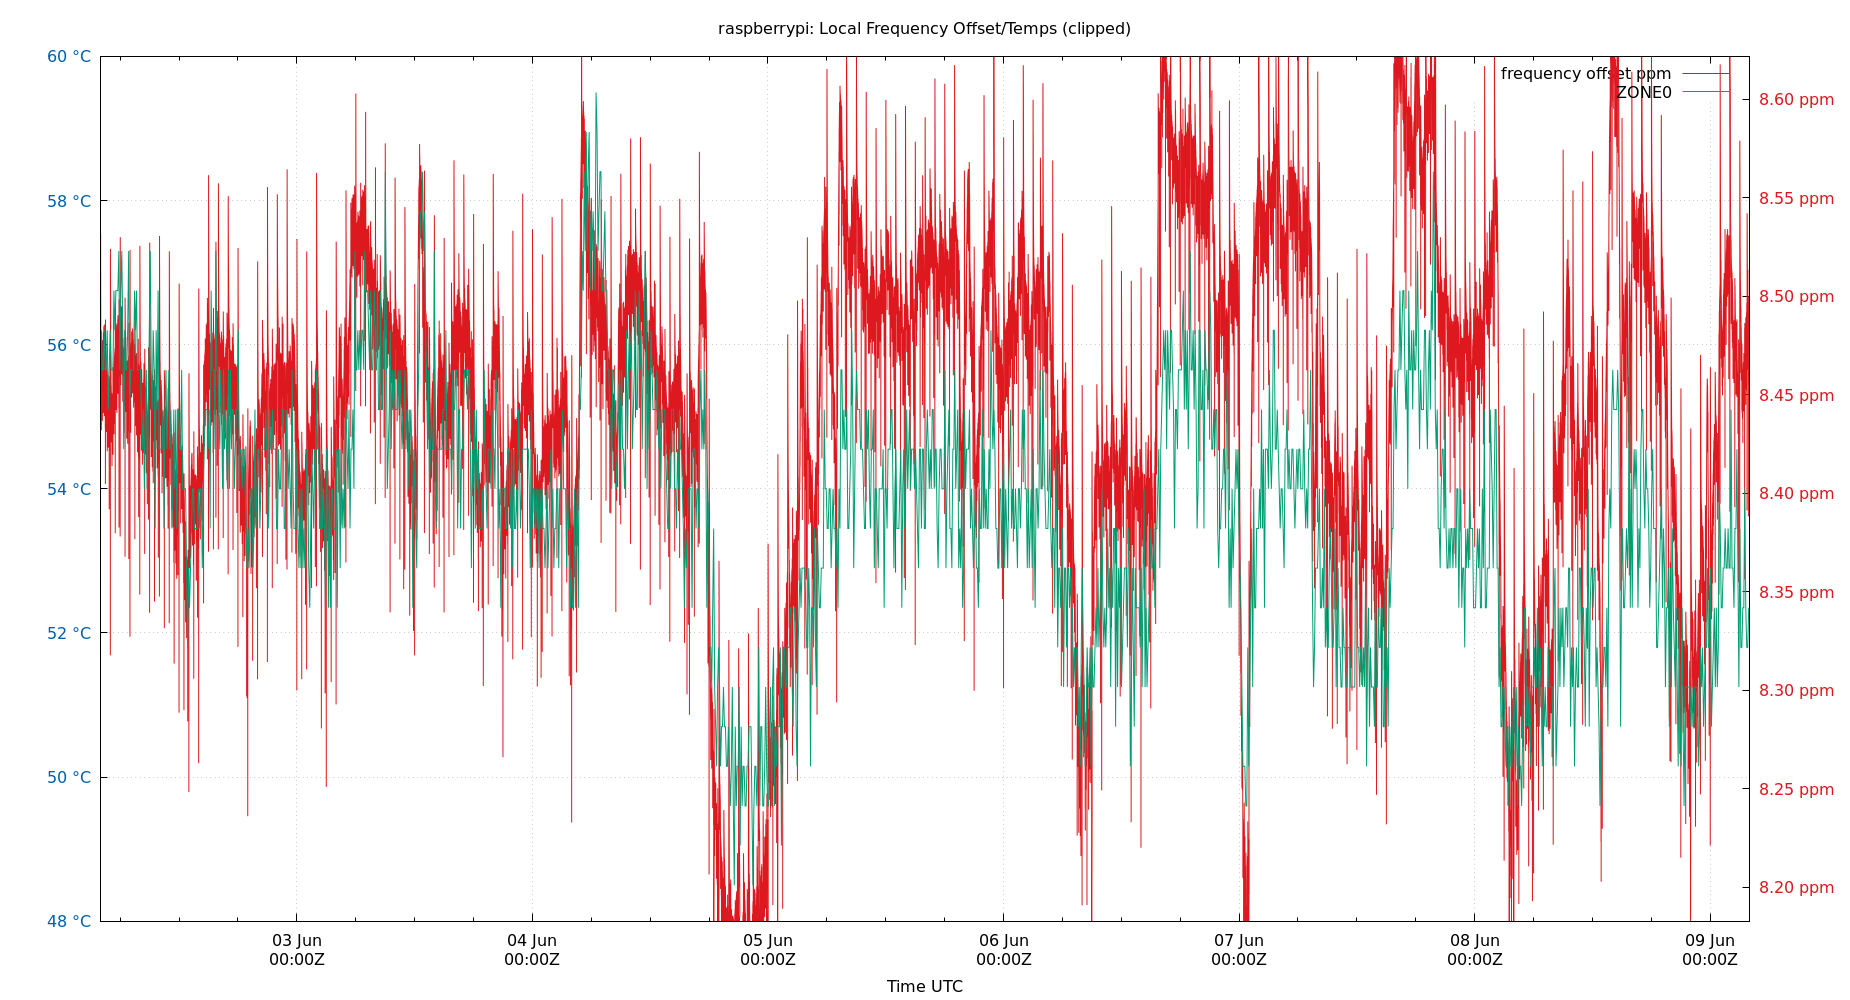 raspberrypi: Local Frequency Offset/Temps (clipped)
60 °C
58 °C
56 °C
54 °C
52 °C
50 °C
48 °C
frequency offset ppm
ZONE0
8.60 ppm
8.55 ppm
8.50 ppm
8.45 ppm
8.40 ppm
8.35 ppm
8.30 ppm
8.25 ppm
8.20 ppm
03 Jun
00:00Z
04 Jun
00:00Z
05 Jun
00:00Z
06 Jun
00:00Z
07 Jun
00:00Z
08 Jun
00:00Z
09 Jun
00:00Z
Time UTC